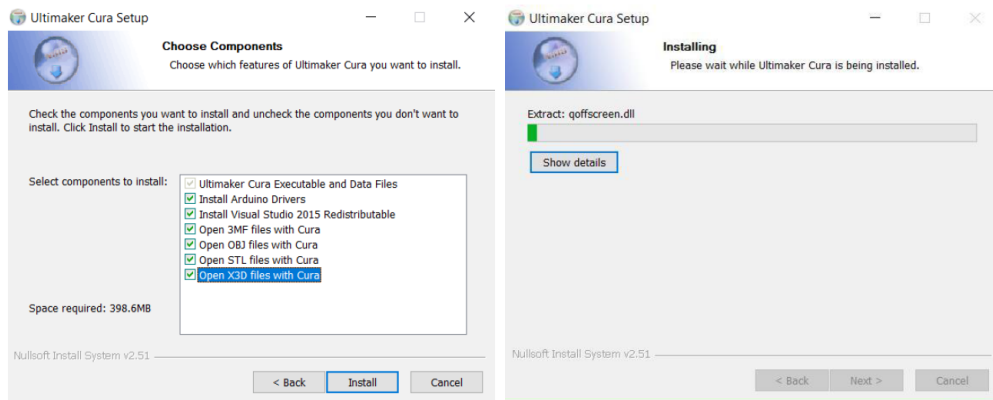 Ultimaker Cura Setup
Choose Components
Choose which features of Ultimaker Cura you want to install.
Check the components you want to install and uncheck the components you don't want to
install. Click Install to start the installation.
Select components to install:
Ultimaker Cura Executable and Data Files
Install Arduino Drivers
Install Visual Studio 2015 Redistributable
Open 3MF files with Cura
Open OBJ files with Cura
Open STL files with Cura
Open X3D files with Cura
Space required: 398.6MB
Nullsoft Install System v2.51
< Back
Install
Cancel
Ultimaker Cura Setup
Installing
Please wait while Ultimaker Cura is being installed.
Extract: qoffscreen.dll
Show details
Nullsoft Install System v2.51
< Back
Next >
Cancel